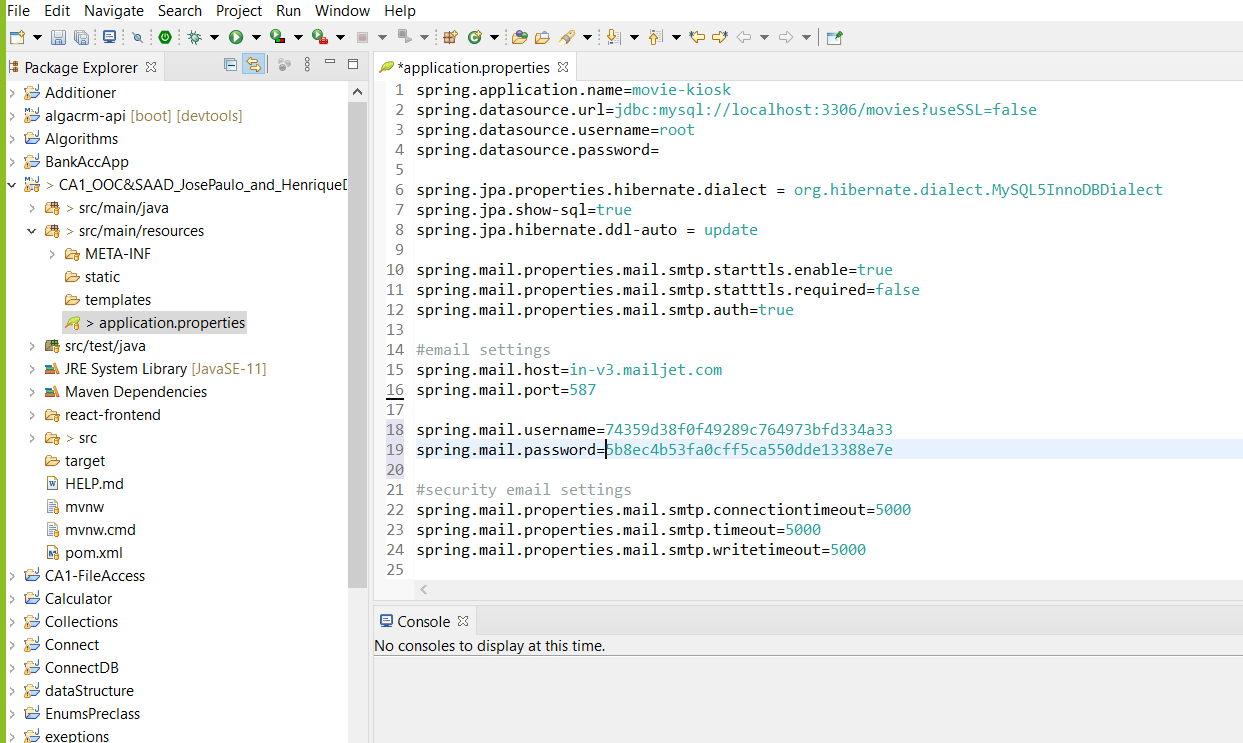 File Edit Navigate Search Project Run Window Help
Package Explorer
Additioner
algacrm-api [boot] [devtools]
Algorithms
BankAccApp
> CA1_OOC&SAAD_JosePaulo_and_Henrique
> src/main/java
> src/main/resources
META-INF
static
templates
> application.properties
src/test/java
JRE System Library [JavaSE-11]
Maven Dependencies
react-frontend
> src
target
HELP.md
mvnw
mvnw.cmd
pom.xml
CA1-FileAccess
Calculator
Collections
Connect
ConnectDB
dataStructure
EnumsPreclass
exeptions
*application.properties
1 spring.application.name=movie-kiosk
2 spring.datasource.url=jdbc:mysql://localhost:3306/movies?useSSL=false
3 spring.datasource.username=root
4 spring.datasource.password=
5
6 spring.jpa.properties.hibernate.dialect = org.hibernate.dialect.MySQL5InnoDBDialect
7 spring.jpa.show-sql=true
8 spring.jpa.hibernate.ddl-auto = update
9
10 spring.mail.properties.mail.smtp.starttls.enable=true
11 spring.mail.properties.mail.smtp.statttls.required=false
12 spring.mail.properties.mail.smtp.auth=true
13
14 #email settings
15 spring.mail.host=in-v3.mailjet.com
16 spring.mail.port=587
17
18 spring.mail.username=74359d38f0f49289c764973bfd334a33
19 spring.mail.password=5b8ec4b53fa0cff5ca550dde13388e7e
20
21 #security email settings
22 spring.mail.properties.mail.smtp.connectiontimeout=5000
23 spring.mail.properties.mail.smtp.timeout=5000
24 spring.mail.properties.mail.smtp.writetimeout=5000
25
Console
No consoles to display at this time.